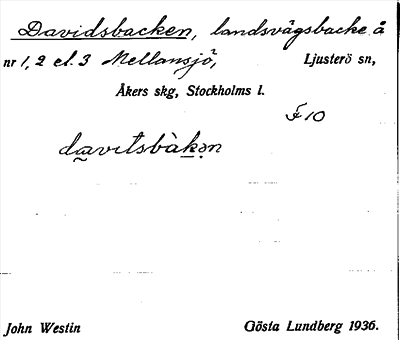 Davidsbacken, landsvägsbacke å
nr 1, 2 el. 3 Mellansjö, Ljusterö sn,
Åkers skg, Stockholms l.
F 10
davitsbàkən
John Westin Gösta Lundberg 1936.